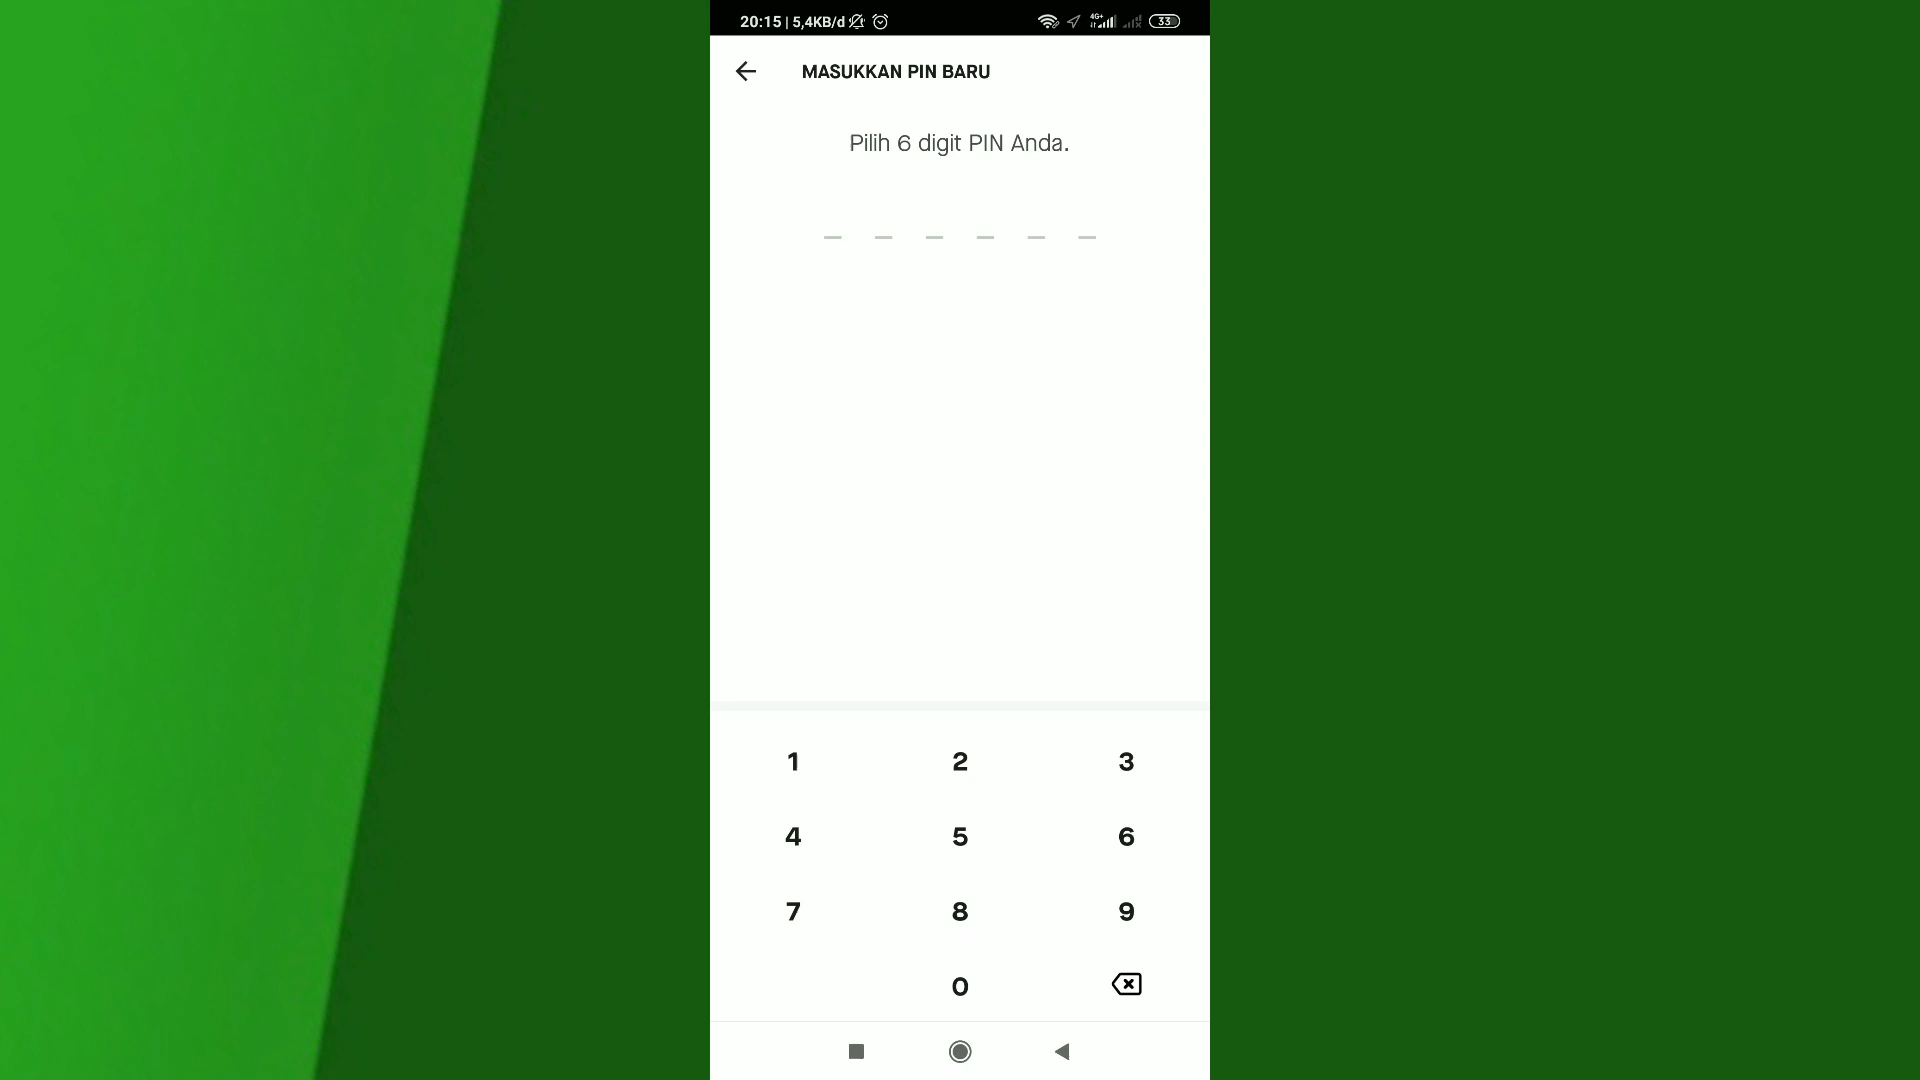 20:15 | 5,4KB/d 4G+ 33
MASUKKAN PIN BARU
Pilih 6 digit PIN Anda.
1 2 3
4 5 6
7 8 9
0